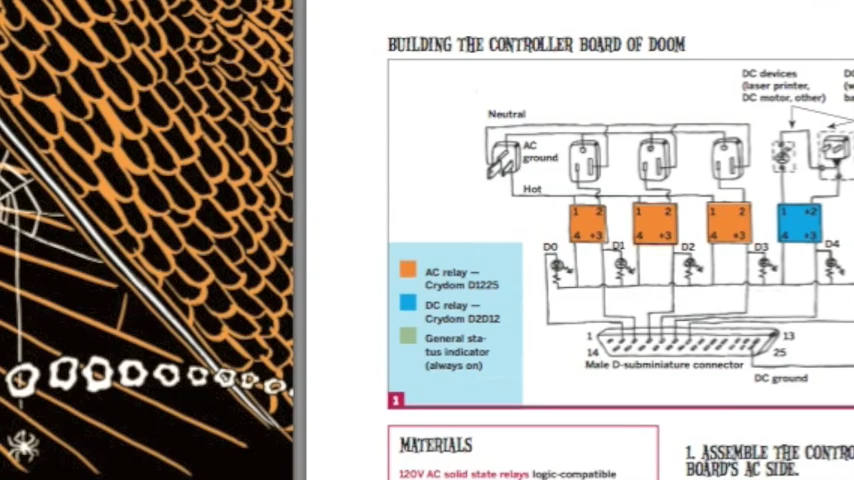 BUILDING THE CONTROLLER BOARD OF DOOM
DC devices
(laser printer,
DC motor, other)
DC
(w
ba
Neutral
AC
ground
Hot
1 2
4 +3
1 2
4 +3
1 2
4 +3
1 +2
4 +3
D0
D1
D2
D3
D4
AC relay —
Crydom D1225
DC relay —
Crydom D2D12
General sta-
tus indicator
(always on)
1
13
14
25
Male D-subminiature connector
DC ground
1
MATERIALS
120V AC solid state relays logic-compatible
1. ASSEMBLE THE CONTRO
BOARD'S AC SIDE.